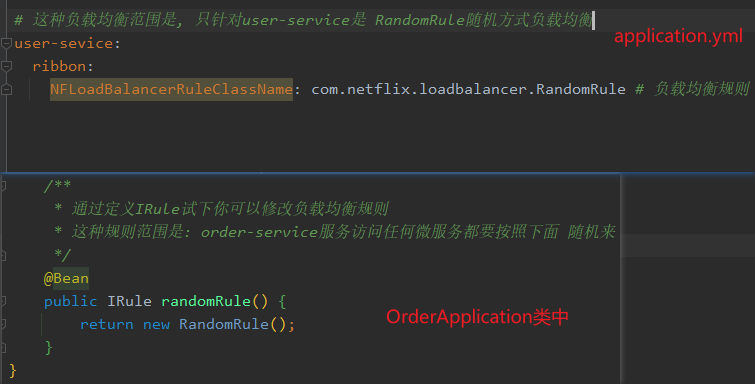 # 这种负载均衡范围是, 只针对user-service是 RandomRule随机方式负载均衡
application.yml
user-sevice:
ribbon:
NFLoadBalancerRuleClassName: com.netflix.loadbalancer.RandomRule # 负载均衡规则
/**
* 通过定义IRule试下你可以修改负载均衡规则
* 这种规则范围是: order-service服务访问任何微服务都要按照下面 随机来
*/
@Bean
public IRule randomRule() {
return new RandomRule();
OrderApplication类中
}
}